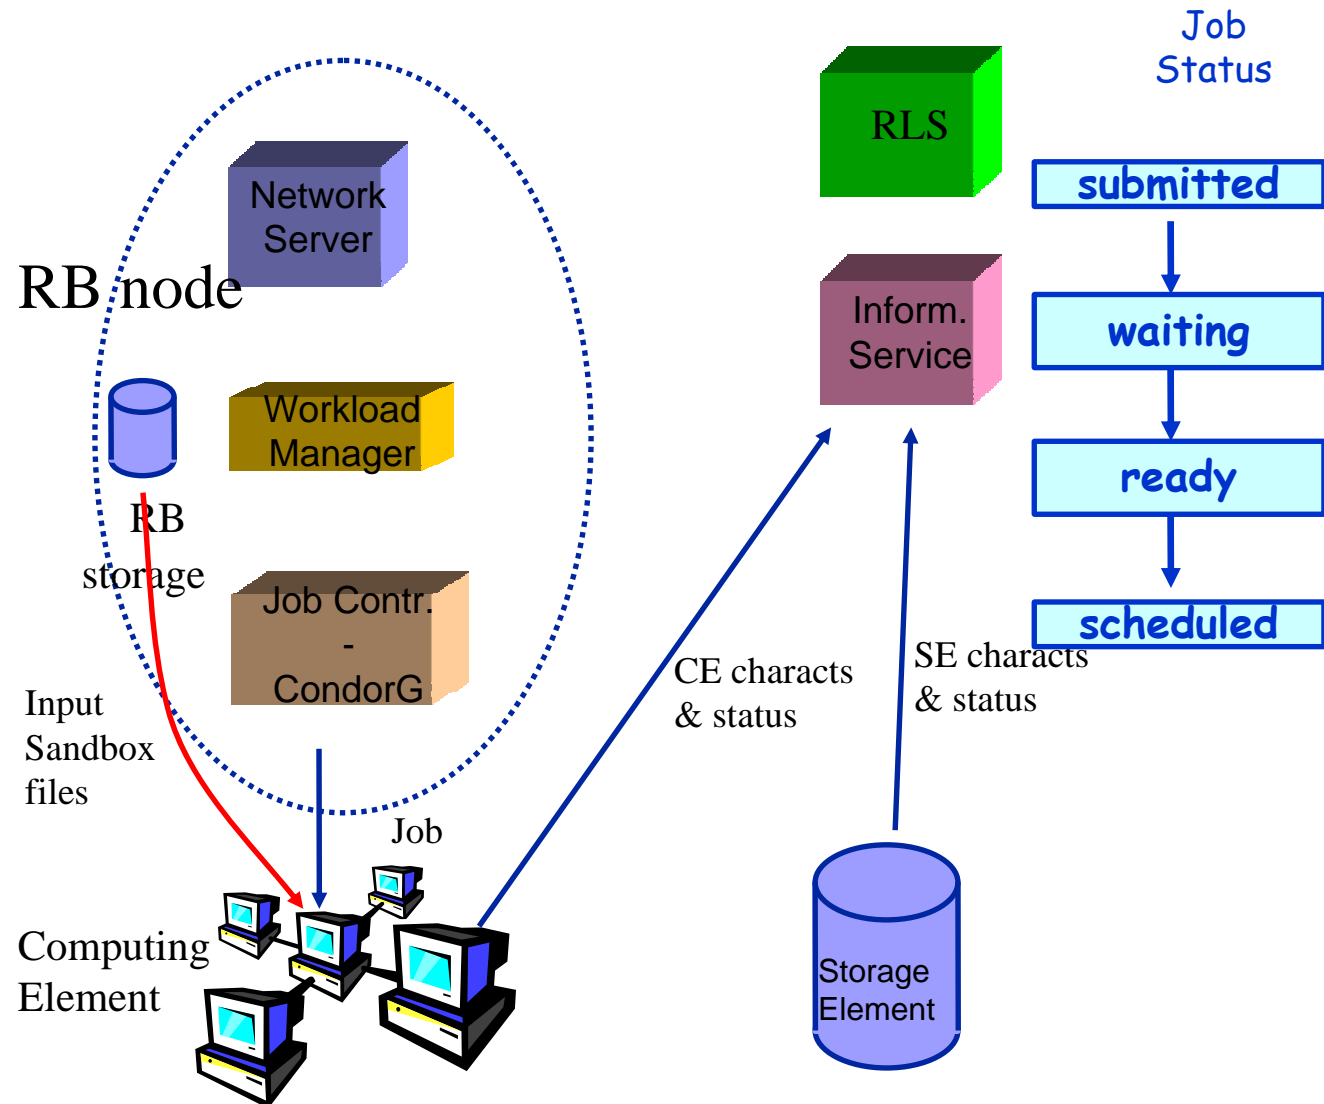 Job
Status
RLS
submitted
Network
Server
RB node
Inform.
Service
waiting
Workload
Manager
ready
RB
storage
Job Contr.
-
CondorG
scheduled
CE characts
& status
SE characts
& status
Input
Sandbox
files
Job
Computing
Element
Storage
Element